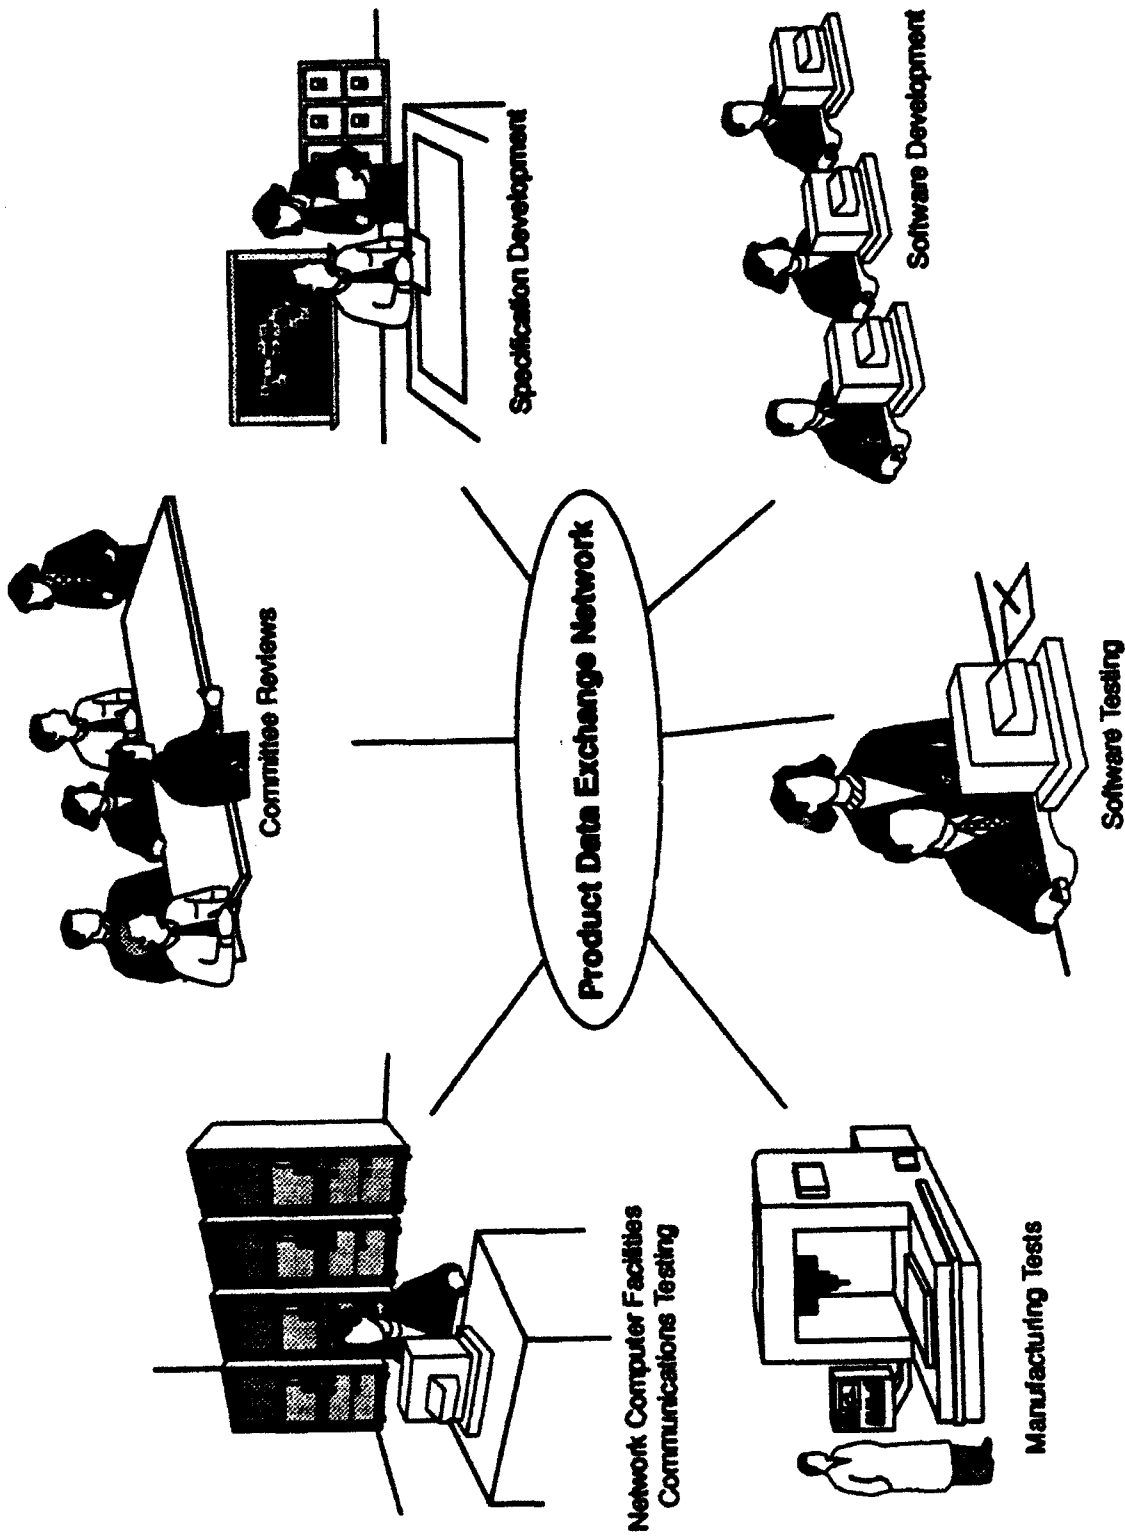 Network Computer Facilities
Communications Testing
Committee Reviews
Specification Development
Product Data Exchange Network
Manufacturing Tests
Software Testing
Software Development